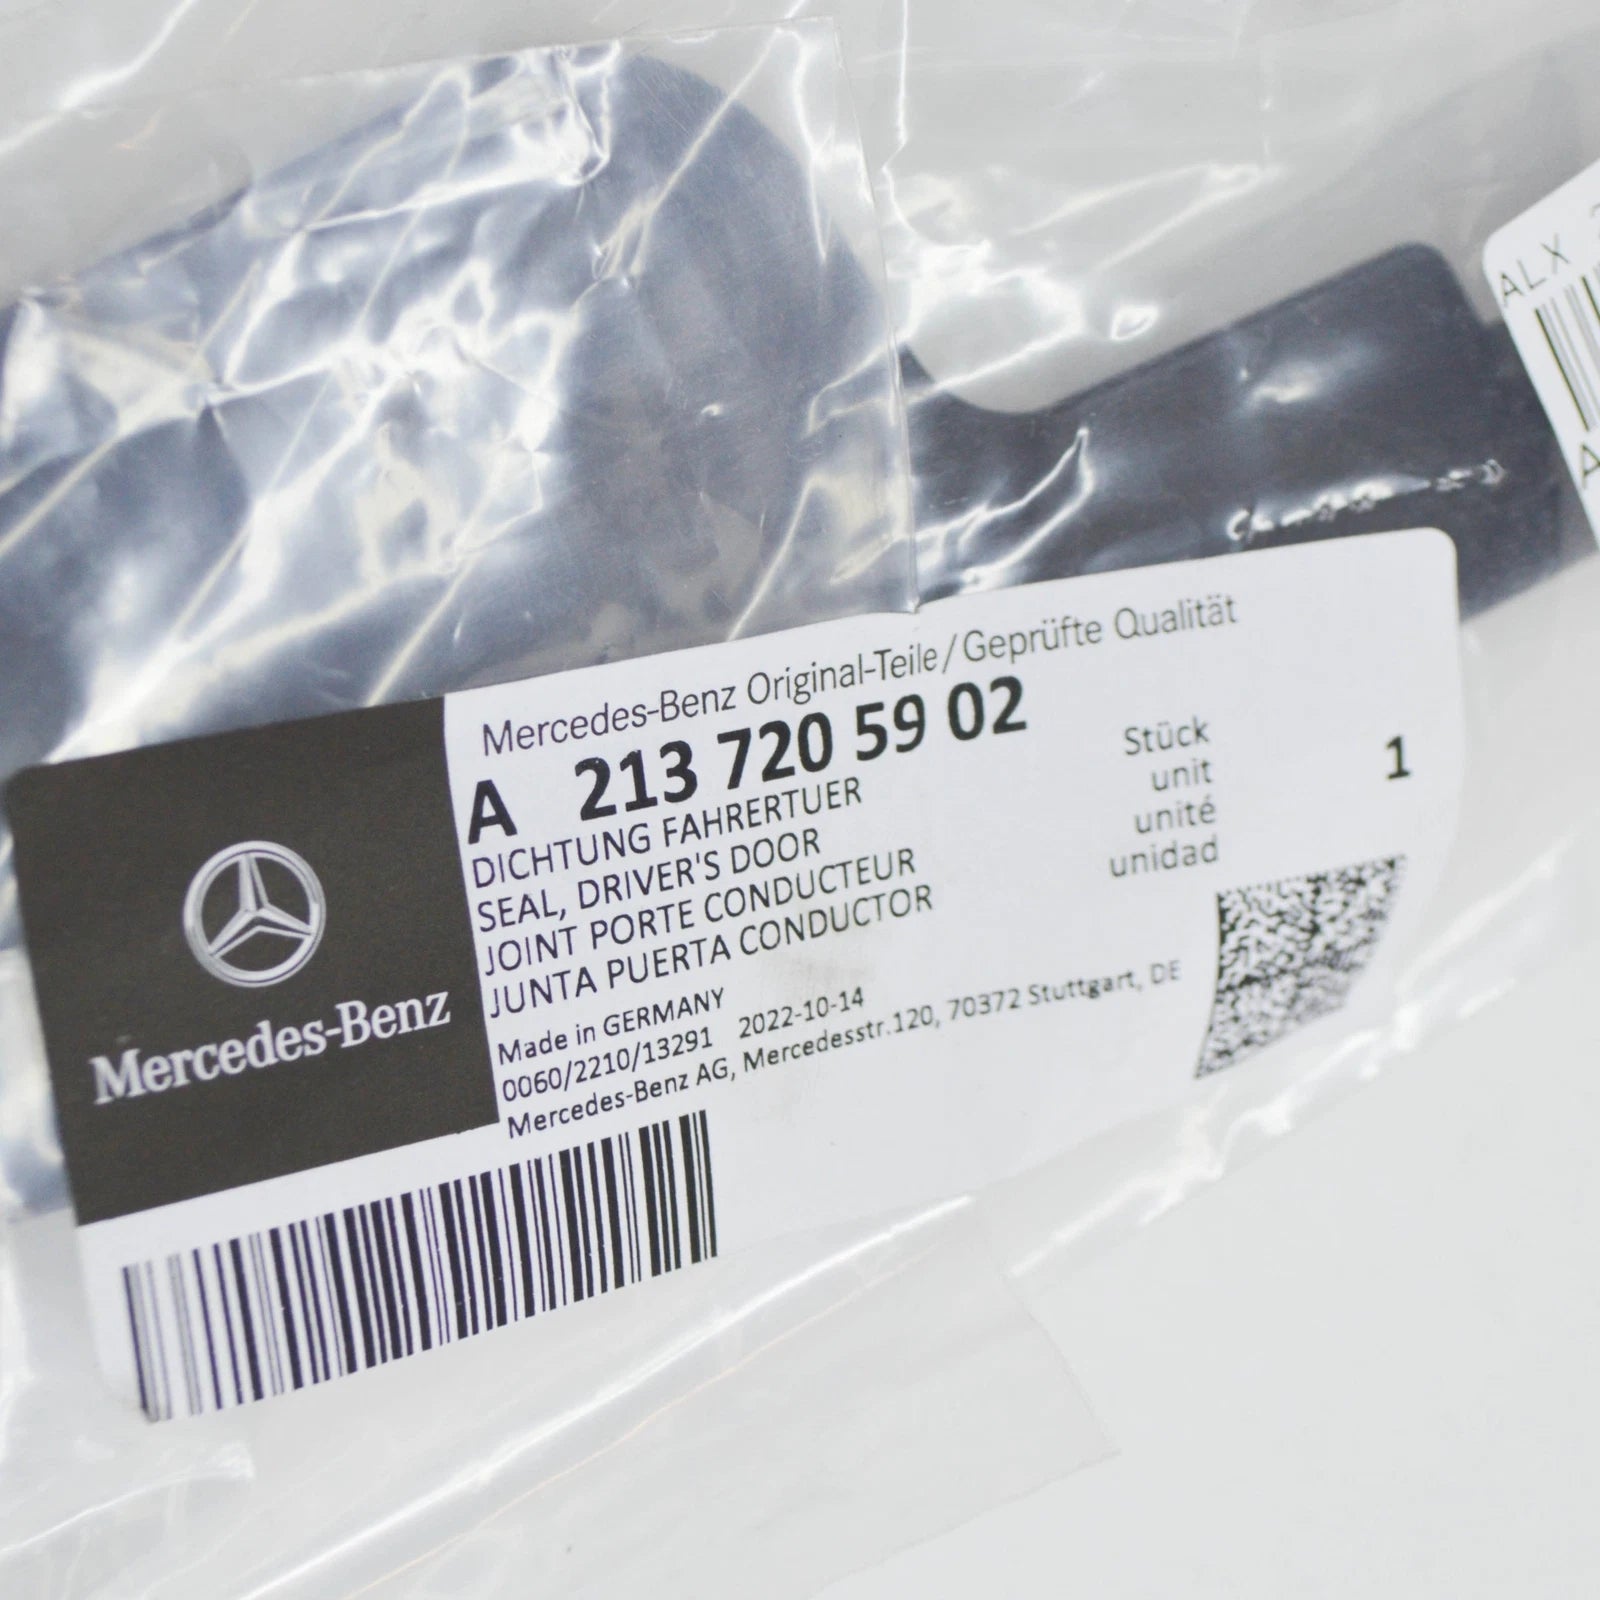 ALX
Mercedes-Benz Original-Teile/Geprüfte Qualität
A 213 720 59 02
DICHTUNG FAHRERTUER
SEAL, DRIVER'S DOOR
JOINT PORTE CONDUCTEUR
JUNTA PUERTA CONDUCTOR
Stück
unit
unité
unidad
1
Made in GERMANY
0060/2210/13291 2022-10-14
Mercedes-Benz AG, Mercedesstr.120, 70372 Stuttgart, DE
Mercedes-Benz